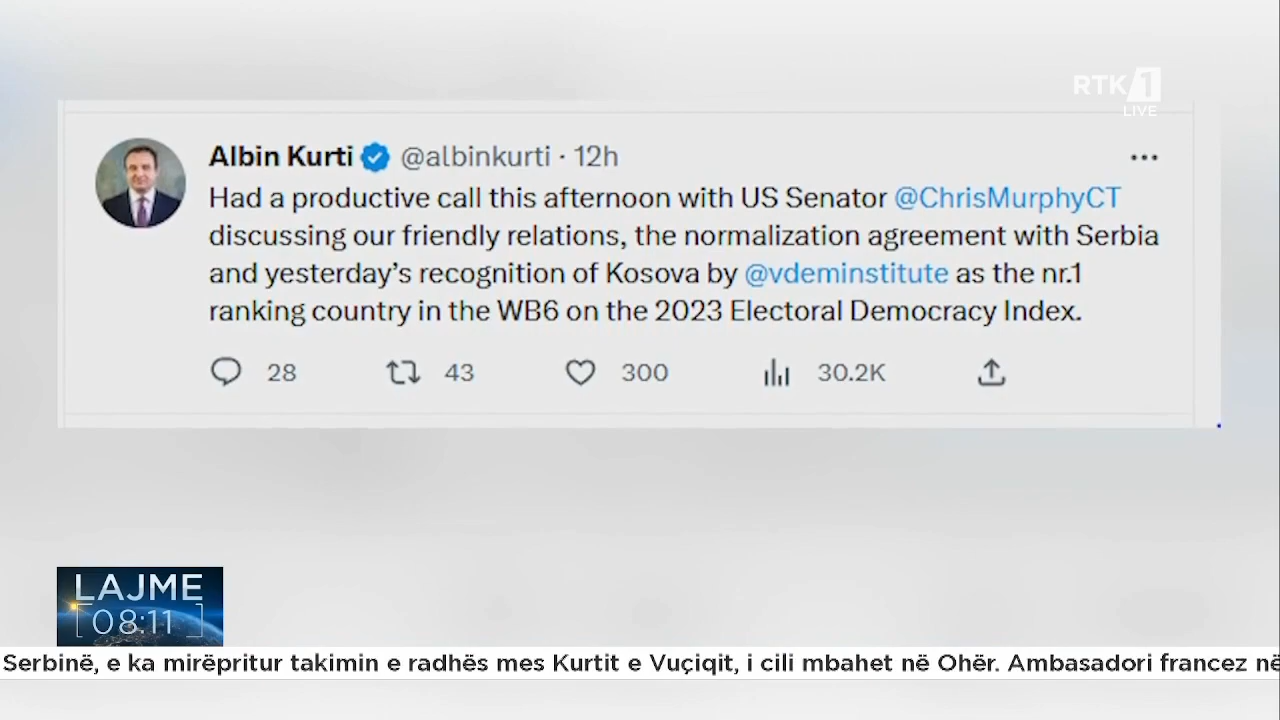 RTK 1
LIVE
Albin Kurti @albinkurti · 12h
Had a productive call this afternoon with US Senator @ChrisMurphyCT
discussing our friendly relations, the normalization agreement with Serbia
and yesterday’s recognition of Kosova by @vdeminstitute as the nr.1
ranking country in the WB6 on the 2023 Electoral Democracy Index.
28 43 300 30.2K
LAJME
08:11
Serbinë, e ka mirëpritur takimin e radhës mes Kurtit e Vuçiqit, i cili mbahet në Ohër. Ambasadori francez në